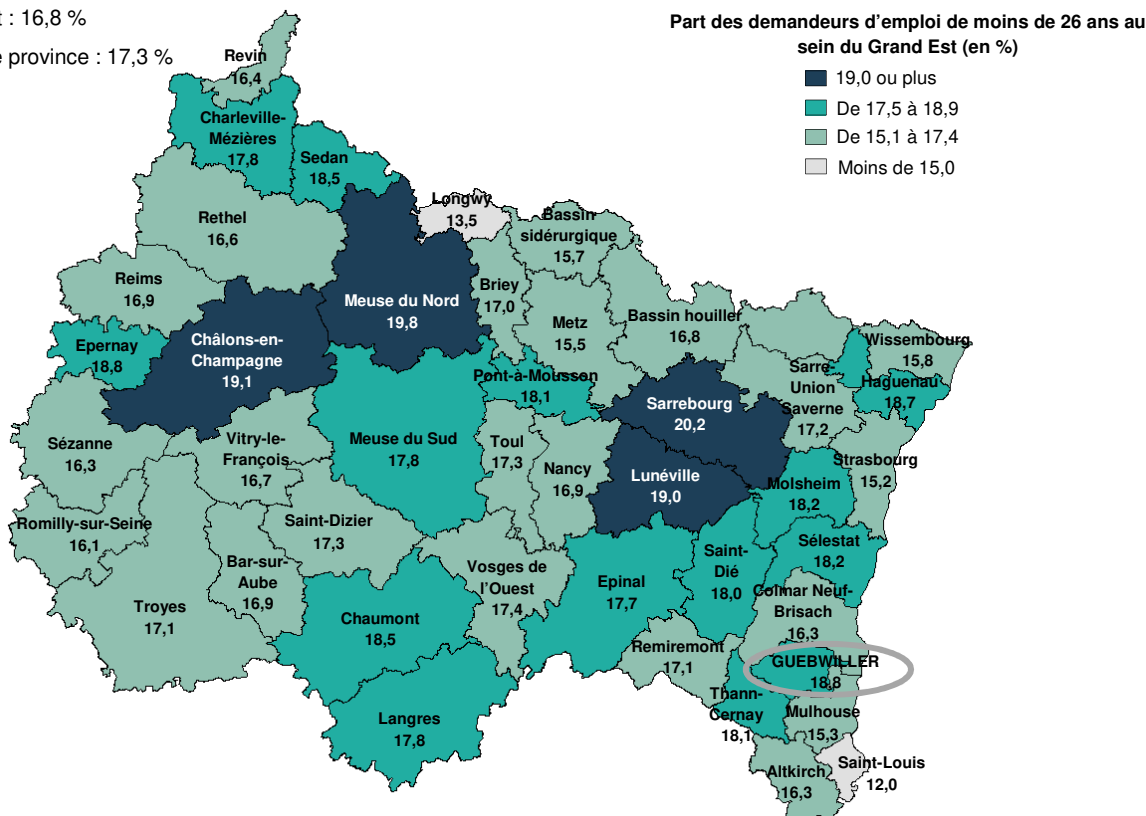 t : 16,8 %
e province : 17,3 %
Part des demandeurs d'emploi de moins de 26 ans au
sein du Grand Est (en %)
19,0 ou plus
De 17,5 à 18,9
De 15,1 à 17,4
Moins de 15,0
Revin
16,4
Charleville-
Mézières
17,8
Sedan
18,5
Rethel
16,6
Longwy
13,5
Bassin
sidérurgique
15,7
Reims
16,9
Meuse du Nord
19,8
Briey
17,0
Metz
15,5
Bassin houiller
16,8
Wissembourg
15,8
Epernay
18,8
Châlons-en-
Champagne
19,1
Pont-à-Mousson
18,1
Sarrebourg
20,2
Sarre-
Union
Saverne
17,2
Haguenau
18,7
Sézanne
16,3
Vitry-le-
François
16,7
Meuse du Sud
17,8
Toul
17,3
Nancy
16,9
Lunéville
19,0
Molsheim
18,2
Strasbourg
15,2
Romilly-sur-Seine
16,1
Saint-Dizier
17,3
Bar-sur-
Aube
16,9
Vosges de
l'Ouest
17,4
Epinal
17,7
Saint-
Dié
18,0
Sélestat
18,2
Troyes
17,1
Chaumont
18,5
Colmar Neuf-
Brisach
16,3
Remiremont
17,1
GUEBWILLER
18,8
Langres
17,8
Thann-
Cernay
18,1
Mulhouse
15,3
Altkirch
16,3
Saint-Louis
12,0